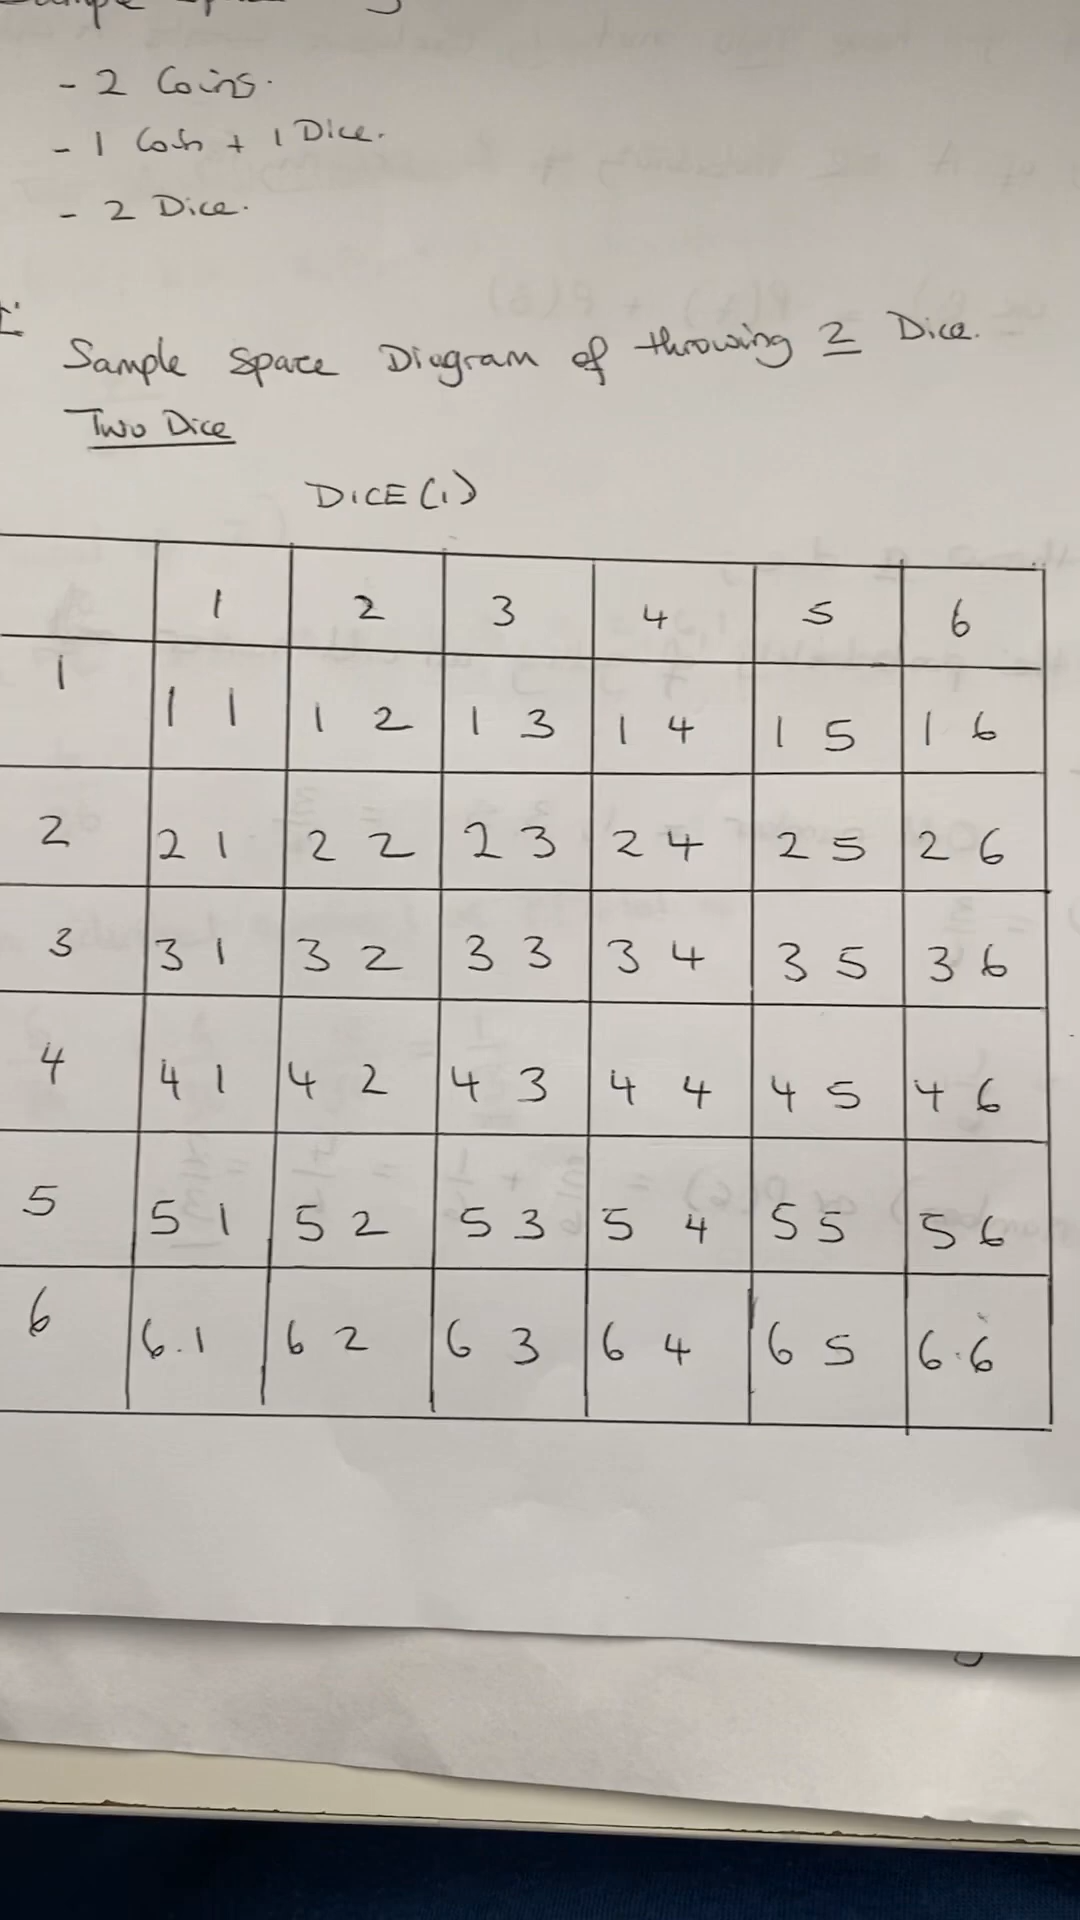 - 2 Coins.
- 1 Coin + 1 Dice.
- 2 Dice.
Sample Space Diagram of throwing 2 Dice.
Two Dice
DICE (1)
1 2 3 4 5 6
1 1 1 1 2 1 3 1 4 1 5 1 6
2 2 1 2 2 2 3 2 4 2 5 2 6
3 3 1 3 2 3 3 3 4 3 5 3 6
4 4 1 4 2 4 3 4 4 4 5 4 6
5 5 1 5 2 5 3 5 4 5 5 5 6
6 6.1 6 2 6 3 6 4 6 5 6.6